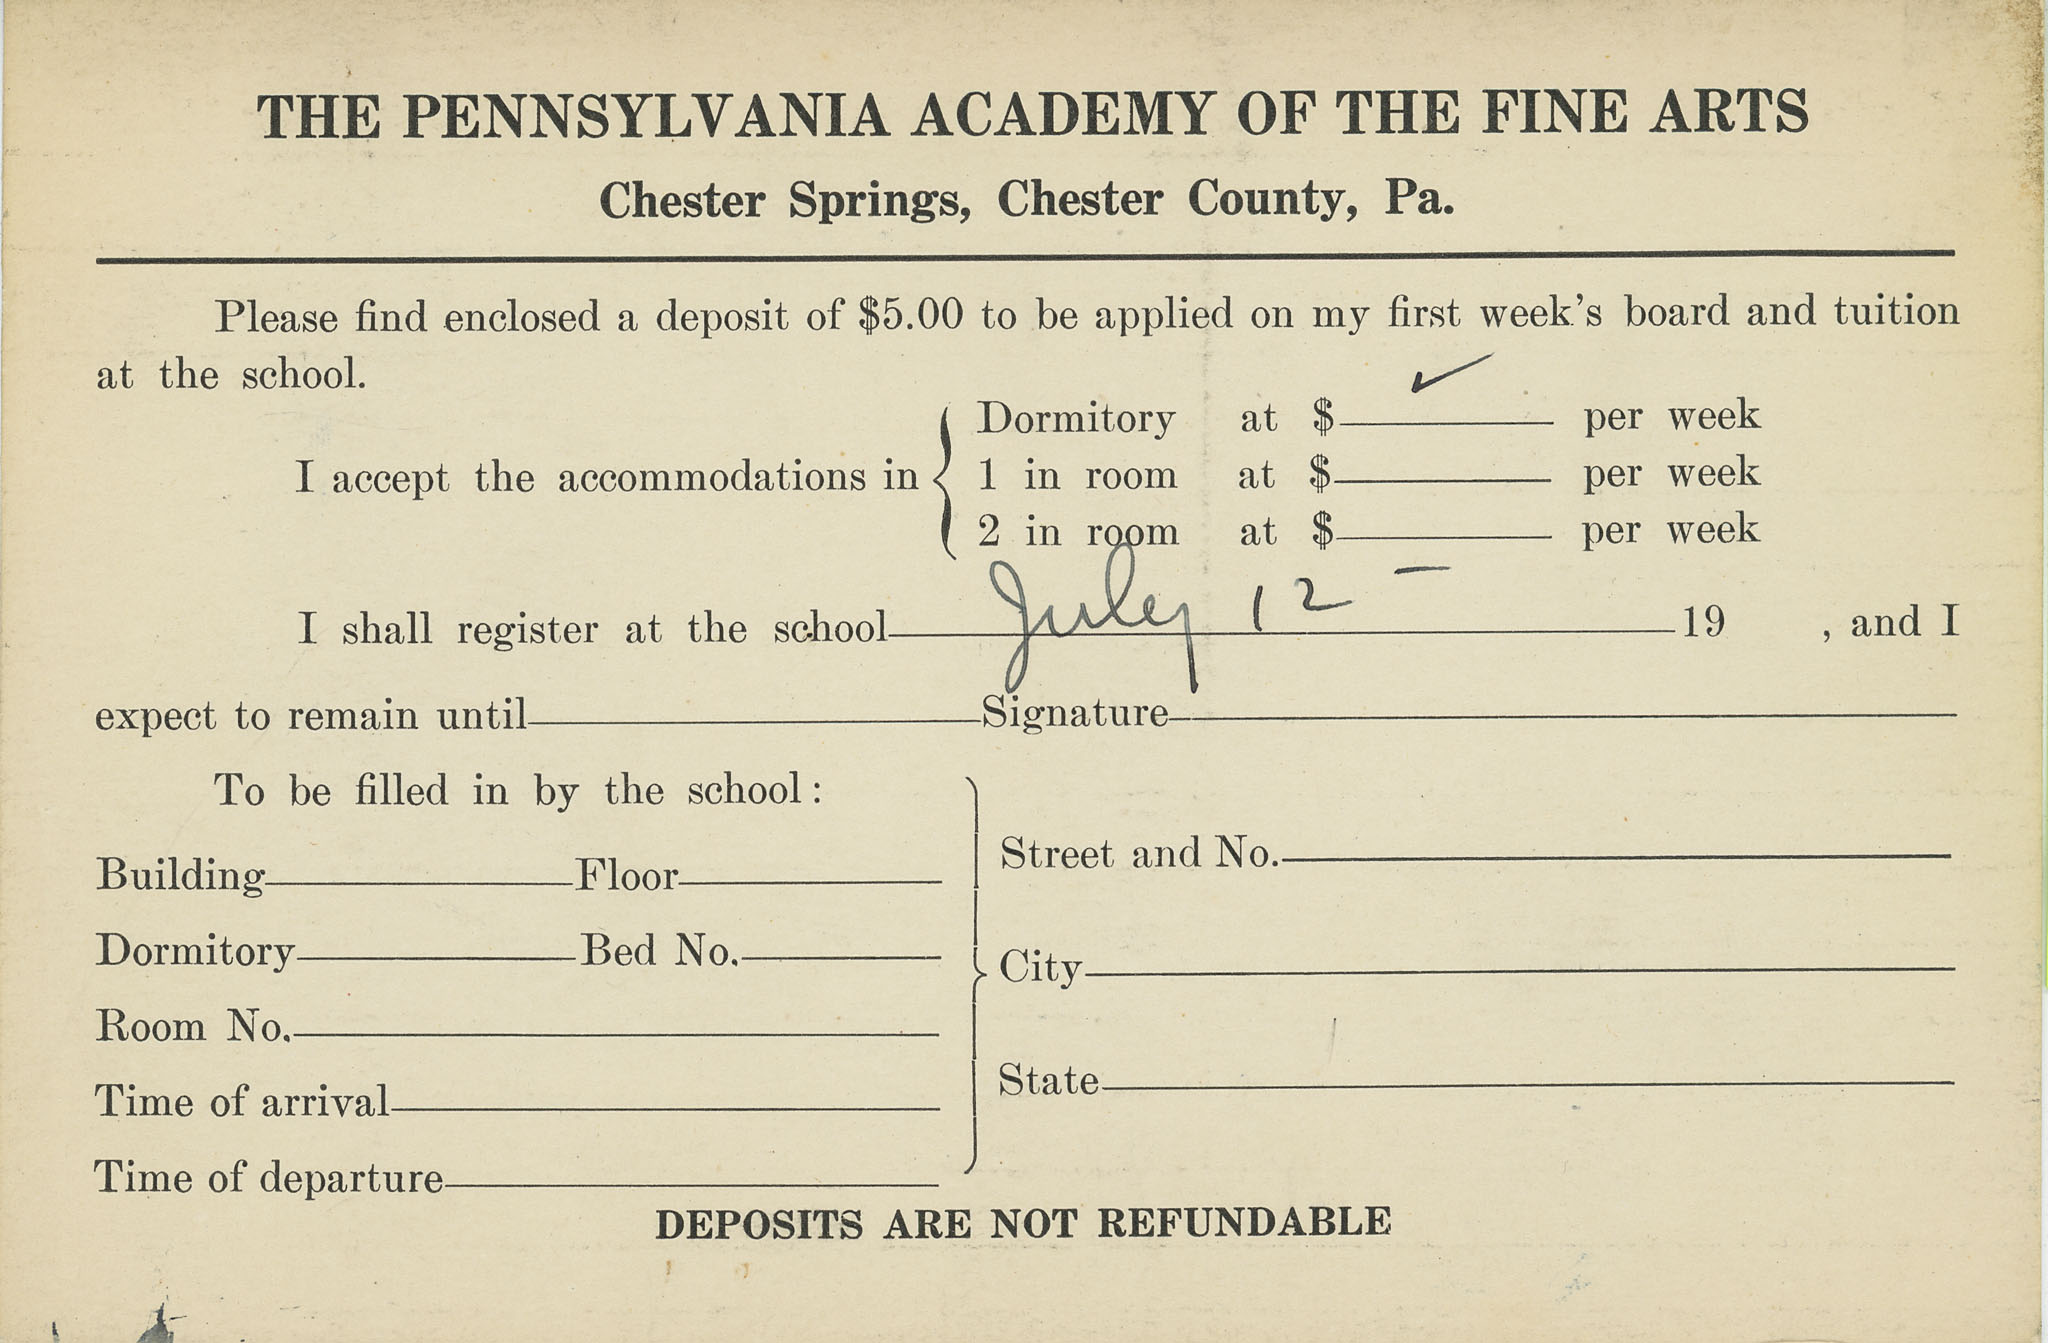 THE PENNSYLVANIA ACADEMY OF THE FINE ARTS
Chester Springs, Chester County, Pa.
Please find enclosed a deposit of $5.00 to be applied on my first week's board and tuition
at the school.
I accept the accommodations in
Dormitory at $ ✓ per week
1 in room at $ per week
2 in room at $ per week
I shall register at the school July 12 – 19 , and I
expect to remain until Signature
To be filled in by the school:
Building Floor
Dormitory Bed No.
Room No.
Time of arrival
Time of departure
Street and No.
City
State
DEPOSITS ARE NOT REFUNDABLE